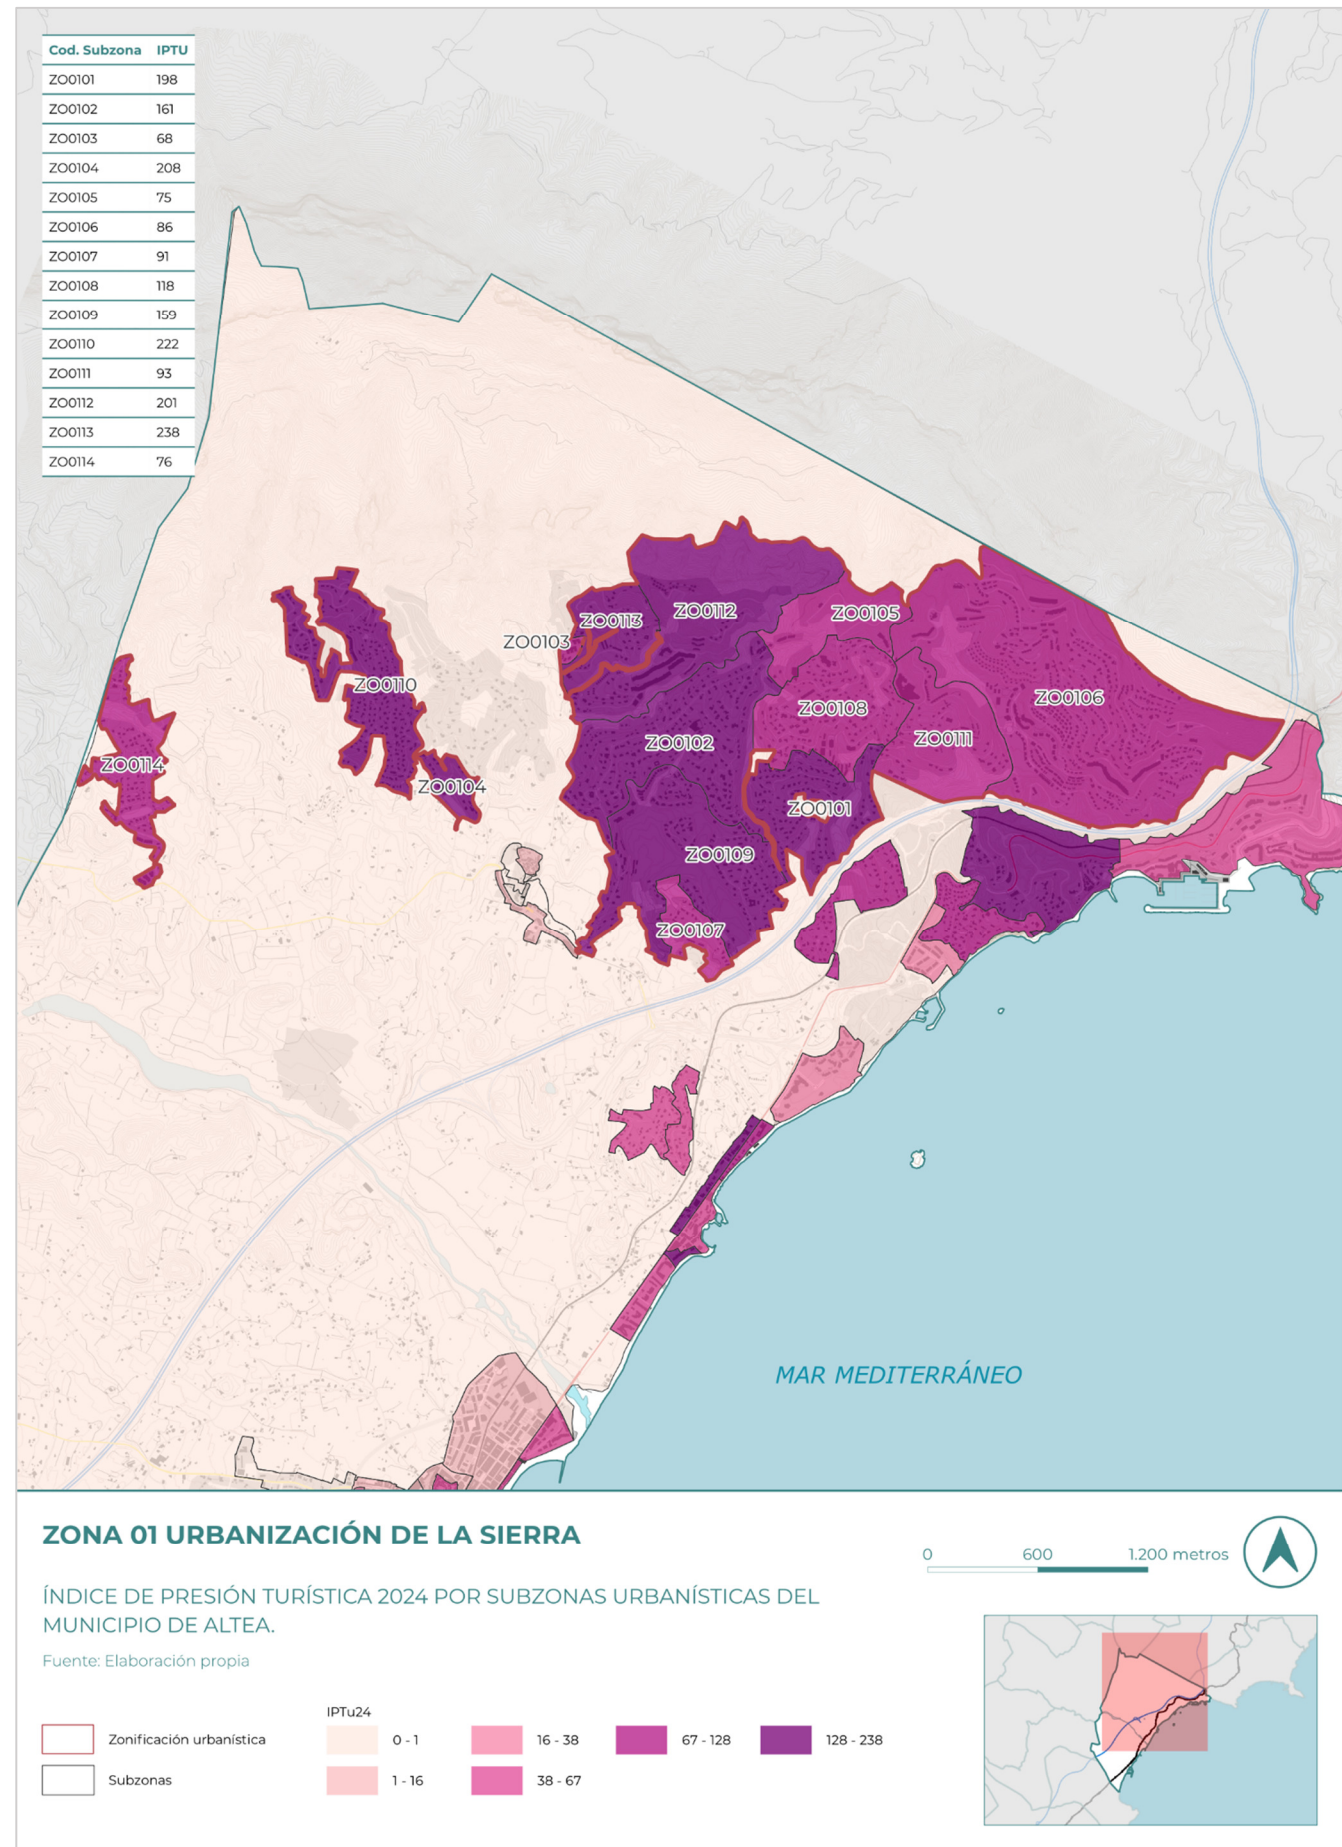 Cod. Subzona IPTU
ZO0101 198
ZO0102 161
ZO0103 68
ZO0104 208
ZO0105 75
ZO0106 86
ZO0107 91
ZO0108 118
ZO0109 159
ZO0110 222
ZO0111 93
ZO0112 201
ZO0113 238
ZO0114 76
ZO0112
ZO0105
ZO0113
ZO0103
ZO0110
ZO0106
ZO0108
ZO0111
ZO0102
ZO0114
ZO0104
ZO0101
ZO0109
ZO0107
MAR MEDITERRÁNEO
ZONA 01 URBANIZACIÓN DE LA SIERRA
0 600 1.200 metros
ÍNDICE DE PRESIÓN TURÍSTICA 2024 POR SUBZONAS URBANÍSTICAS DEL
MUNICIPIO DE ALTEA.
Fuente: Elaboración propia
IPTu24
Zonificación urbanística
0 - 1
16 - 38
67 - 128
128 - 238
Subzonas
1 - 16
38 - 67